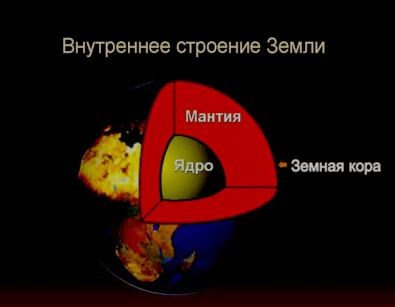 Внутреннее строение Земли
Мантия
Ядро
Земная кора